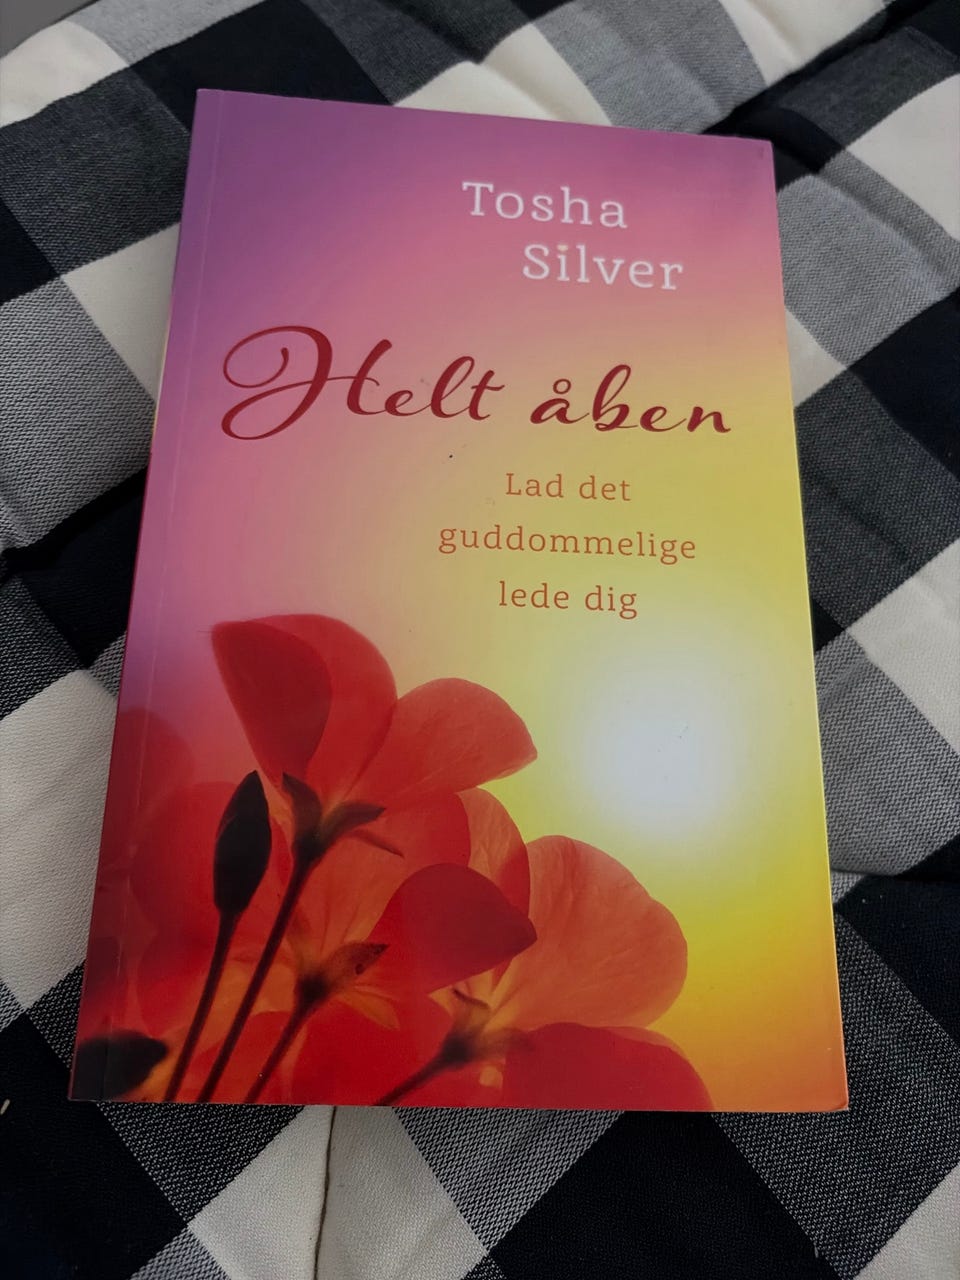 Tosha
Silver
Helt åben
Lad det
guddommelige
lede dig